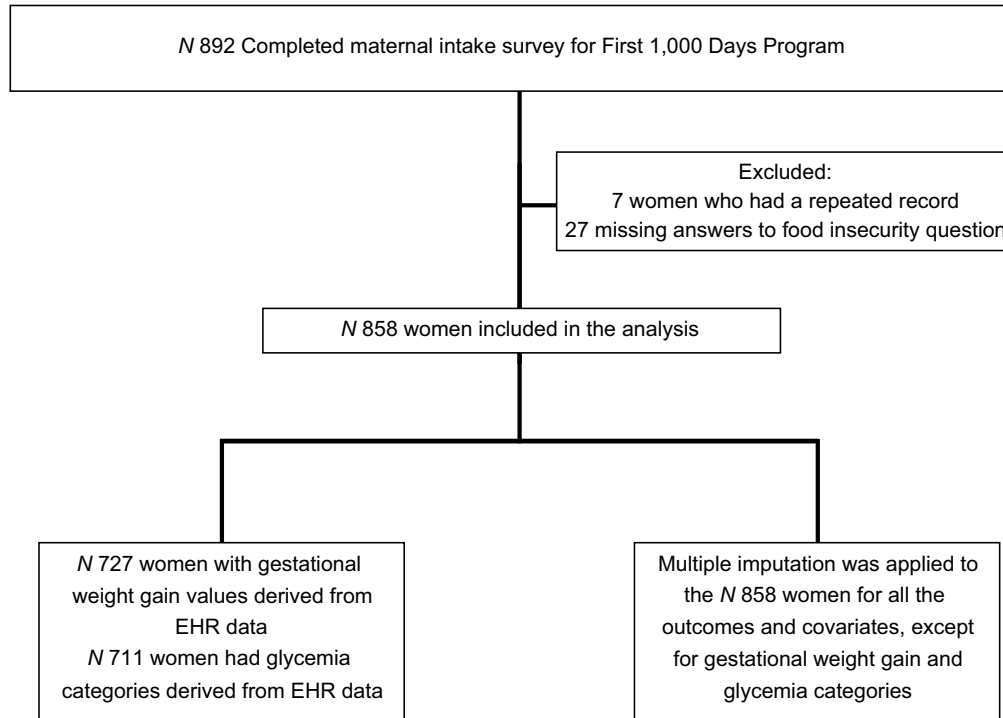 N 892 Completed maternal intake survey for First 1,000 Days Program
Excluded:
7 women who had a repeated record
27 missing answers to food insecurity question
N 858 women included in the analysis
N 727 women with gestational
weight gain values derived from
EHR data
N 711 women had glycemia
categories derived from EHR data
Multiple imputation was applied to
the N 858 women for all the
outcomes and covariates, except
for gestational weight gain and
glycemia categories